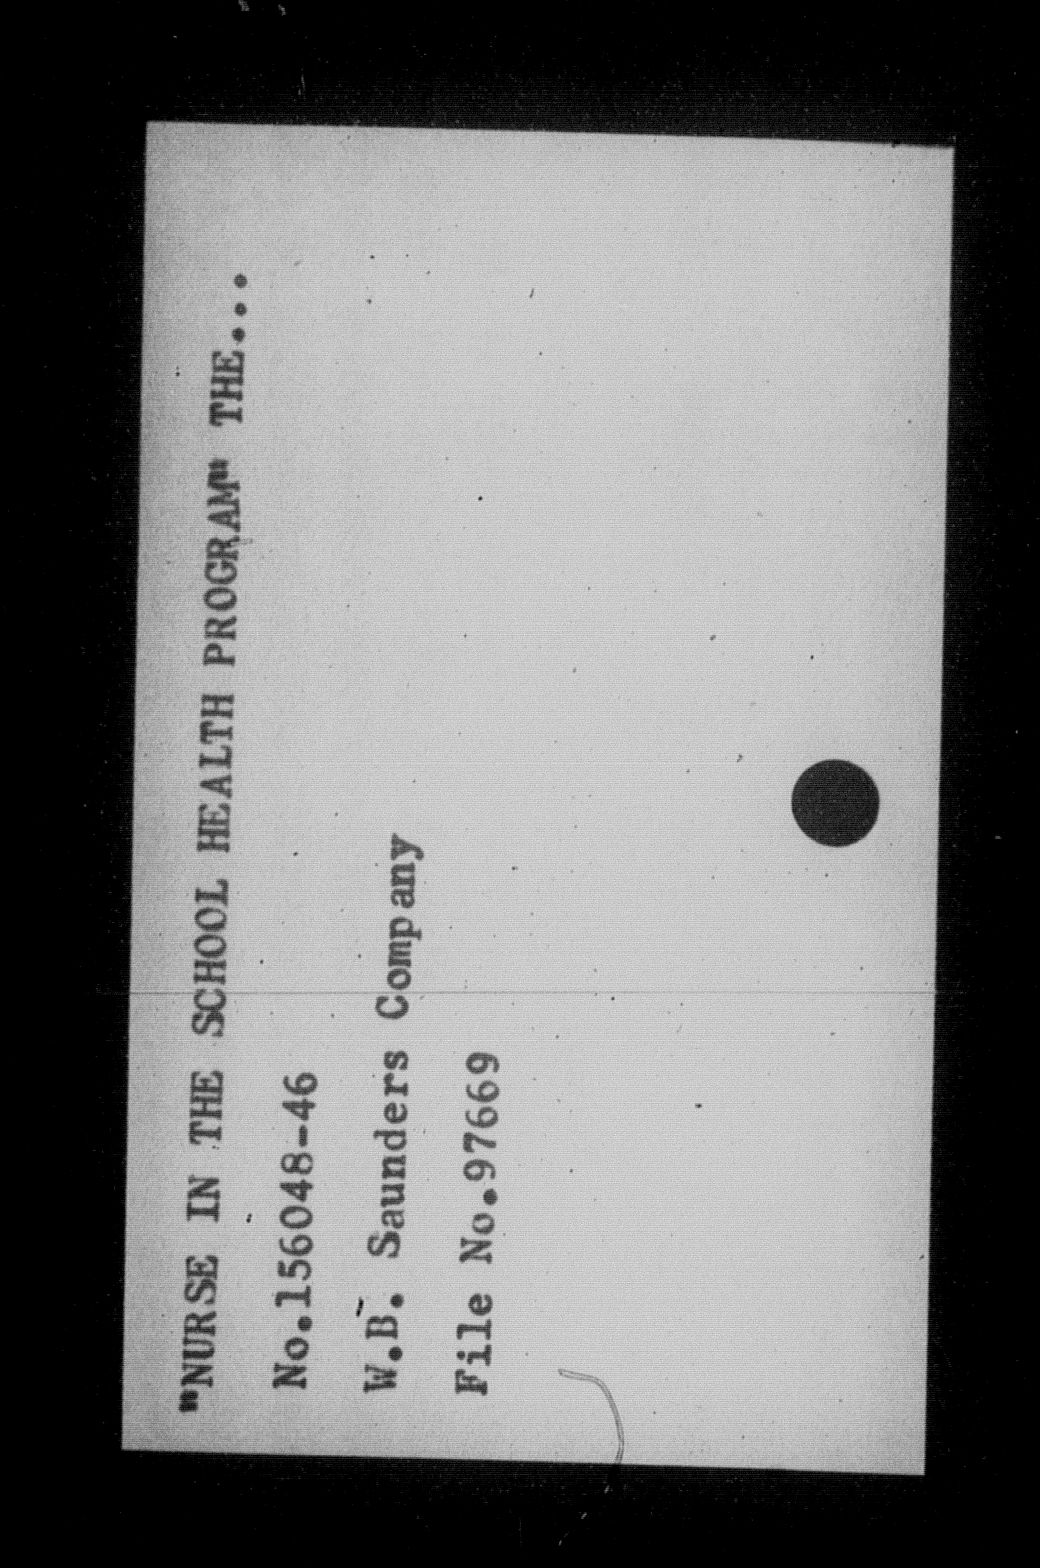 "NURSE IN THE SCHOOL HEALTH PROGRAM" THE...
No.156048-46
W.B. Saunders Company
File No.97669